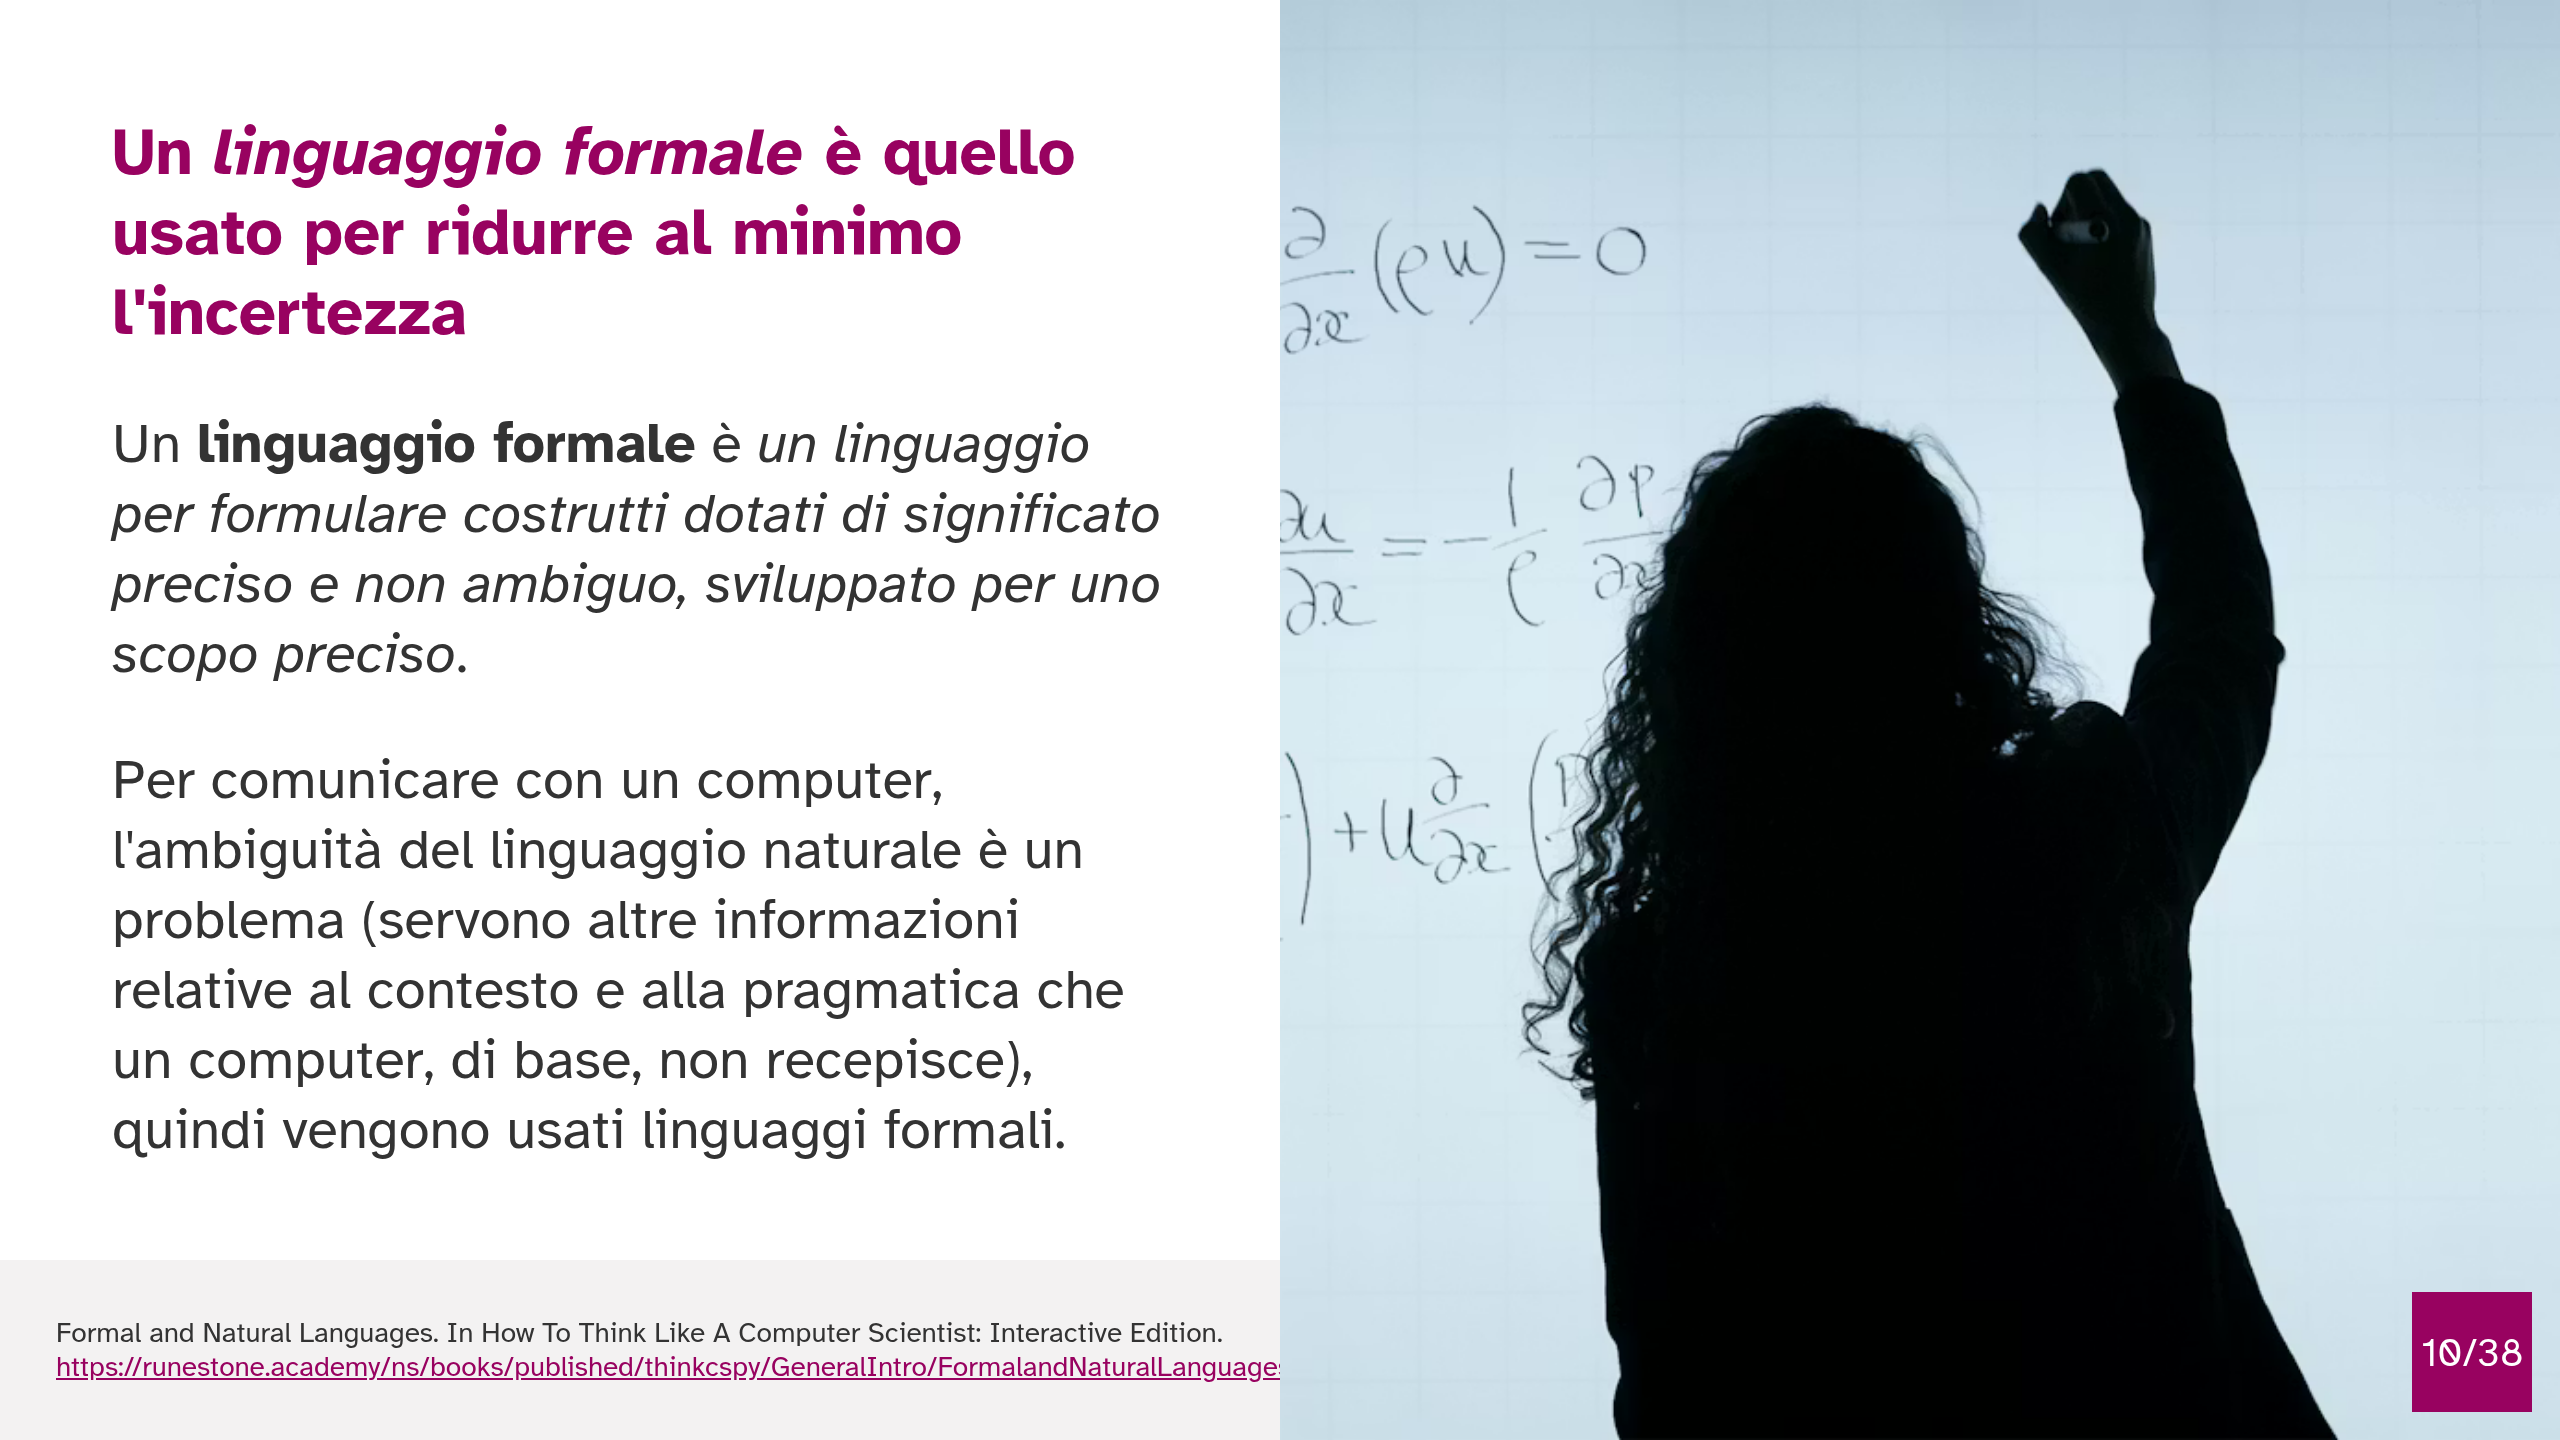 Un linguaggio formale è quello
usato per ridurre al minimo
l'incertezza
Un linguaggio formale è un linguaggio
per formulare costrutti dotati di significato
preciso e non ambiguo, sviluppato per uno
scopo preciso.
Per comunicare con un computer,
l'ambiguità del linguaggio naturale è un
problema (servono altre informazioni
relative al contesto e alla pragmatica che
un computer, di base, non recepisce),
quindi vengono usati linguaggi formali.
Formal and Natural Languages. In How To Think Like A Computer Scientist: Interactive Edition.
https://runestone.academy/ns/books/published/thinkcspy/GeneralIntro/FormalandNaturalLanguages
∂/∂x (ρu) = 0
∂u/∂x = - 1/ρ ∂p/∂x
) + u ∂/∂x (
10/38